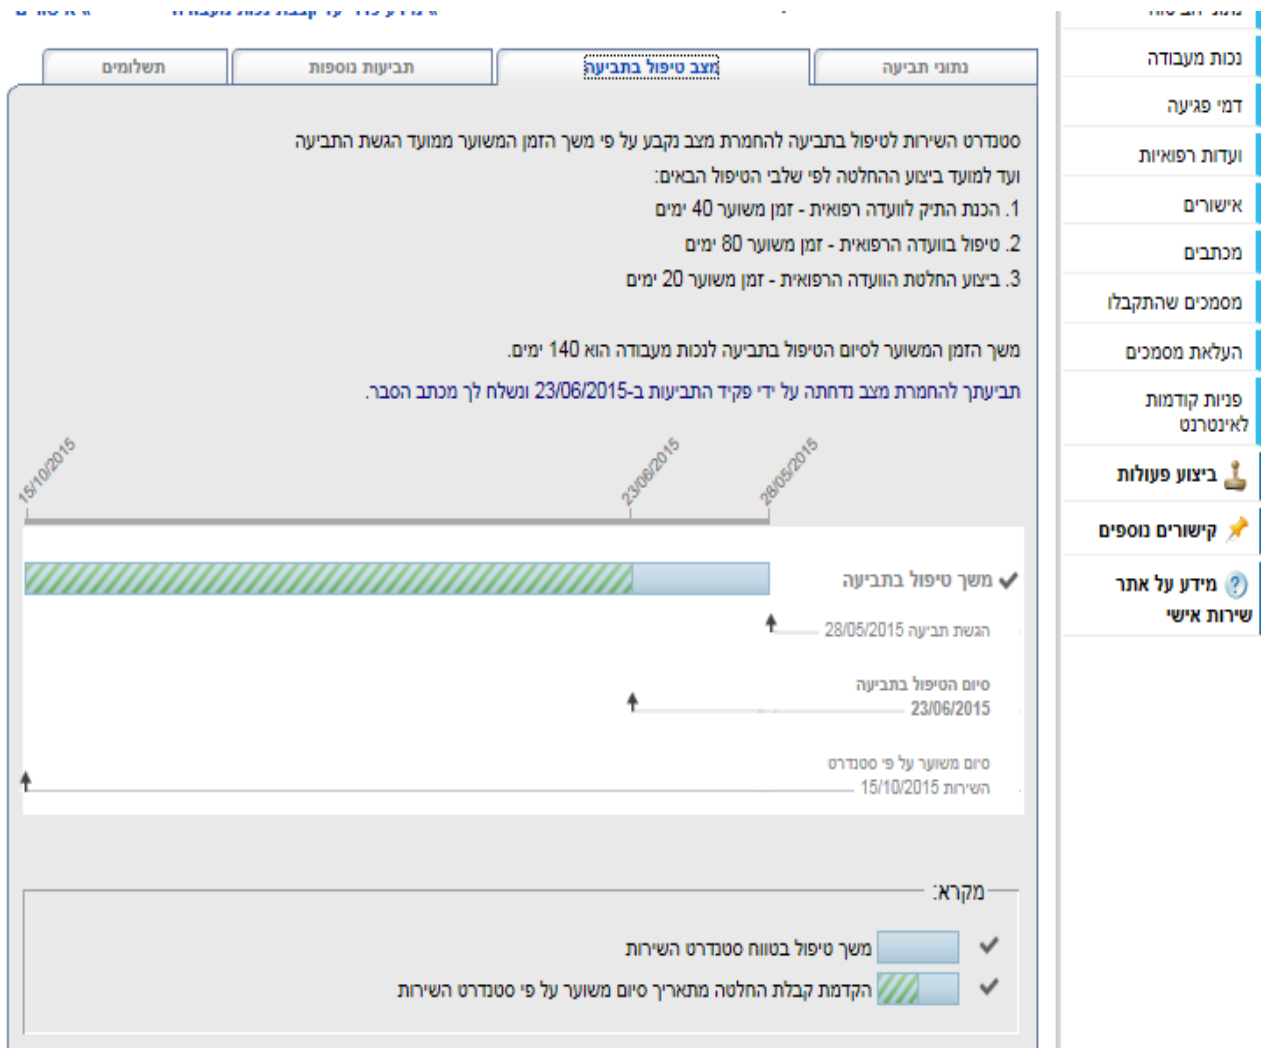 נכות מעבודה
דמי פגיעה
ועדות רפואיות
אישורים
מכתבים
מסמכים שהתקבלו
העלאת מסמכים
פניות קודמות
לאינטרנט
ביצוע פעולות
קישורים נוספים
מידע על אתר
שירות אישי
נתוני תביעה
מצב טיפול בתביעה
תביעות נוספות
תשלומים
סטנדרט השירות לטיפול בתביעה להחמרת מצב נקבע על פי משך הזמן המשוער ממועד הגשת התביעה
ועד למועד ביצוע ההחלטה לפי שלבי הטיפול הבאים:
1. הכנת התיק לוועדה רפואית - זמן משוער 40 ימים
2. טיפול בוועדה הרפואית - זמן משוער 80 ימים
3. ביצוע החלטת הוועדה הרפואית - זמן משוער 20 ימים
משך הזמן המשוער לסיום הטיפול בתביעה לנכות מעבודה הוא 140 ימים.
תביעתך להחמרת מצב נדחתה על ידי פקיד התביעות ב-23/06/2015 ונשלח לך מכתב הסבר.
28/05/2015
23/06/2015
15/10/2015
משך טיפול בתביעה
הגשת תביעה 28/05/2015
סיום הטיפול בתביעה
23/06/2015
סיום משוער על פי סטנדרט
השירות 15/10/2015
מקרא:
משך טיפול בטווח סטנדרט השירות
הקדמת קבלת החלטה מתאריך סיום משוער על פי סטנדרט השירות